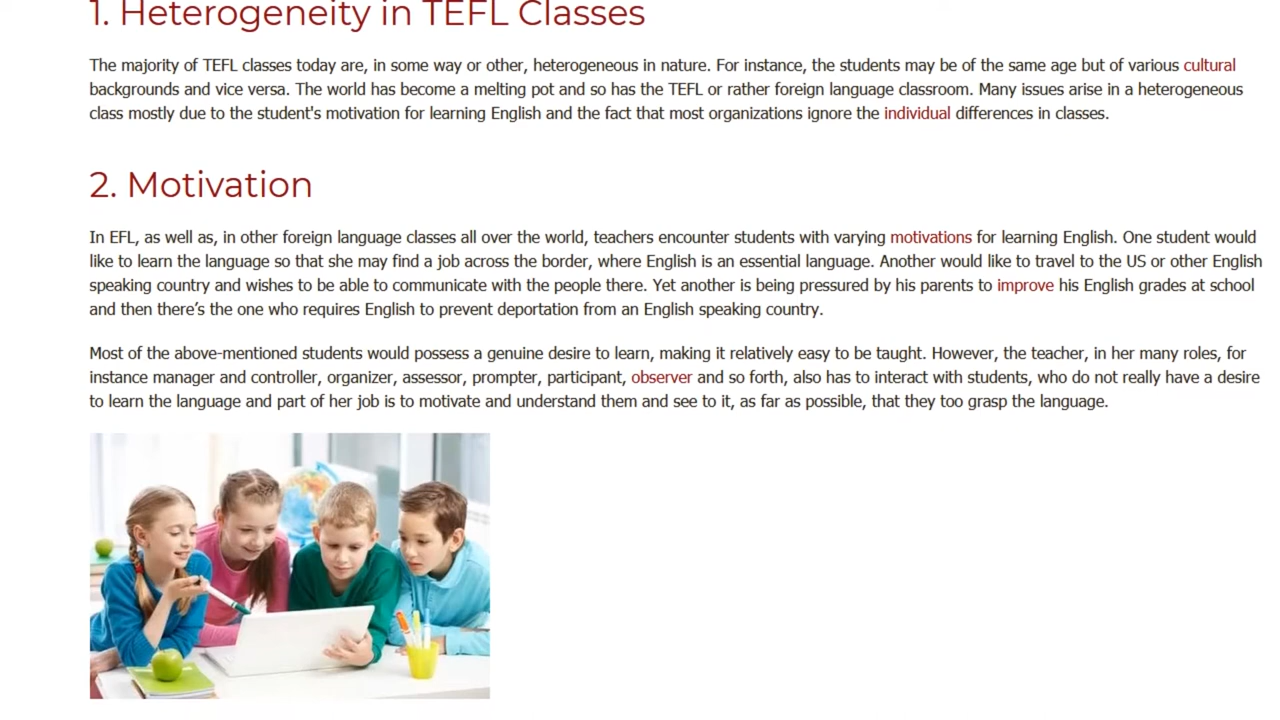 1. Heterogeneity in TEFL Classes
The majority of TEFL classes today are, in some way or other, heterogeneous in nature. For instance, the students may be of the same age but of various cultural
backgrounds and vice versa. The world has become a melting pot and so has the TEFL or rather foreign language classroom. Many issues arise in a heterogeneous
class mostly due to the student's motivation for learning English and the fact that most organizations ignore the individual differences in classes.
2. Motivation
In EFL, as well as, in other foreign language classes all over the world, teachers encounter students with varying motivations for learning English. One student would
like to learn the language so that she may find a job across the border, where English is an essential language. Another would like to travel to the US or other English
speaking country and wishes to be able to communicate with the people there. Yet another is being pressured by his parents to improve his English grades at school
and then there’s the one who requires English to prevent deportation from an English speaking country.
Most of the above-mentioned students would possess a genuine desire to learn, making it relatively easy to be taught. However, the teacher, in her many roles, for
instance manager and controller, organizer, assessor, prompter, participant, observer and so forth, also has to interact with students, who do not really have a desire
to learn the language and part of her job is to motivate and understand them and see to it, as far as possible, that they too grasp the language.